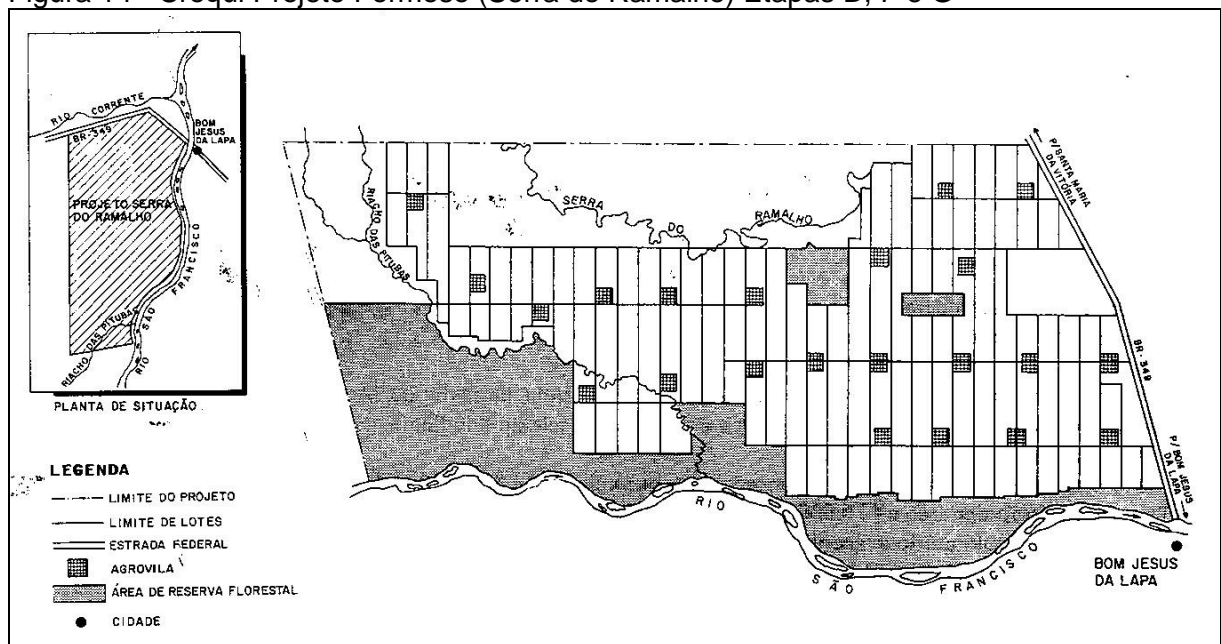 Figura 14 - Croqui Projeto Formoso (Serra do Ramalho) Etapas B, F e G
RIO CORRENTE
BR-349
BOM
JESUS
DA LAPA
PROJETO SERRA
DO RAMALHO
RIO SÃO FRANCISCO
RIACHO DAS PITUBAS
PLANTA DE SITUAÇÃO
RIACHO DAS PITUBAS
SERRA DO RAMALHO
P/SANTA MARIA
DA VITÓRIA
BR-349
P/BOM JESUS
DA LAPA
RIO SÃO FRANCISCO
BOM JESUS
DA LAPA
LEGENDA
LIMITE DO PROJETO
LIMITE DE LOTES
ESTRADA FEDERAL
AGROVILA
ÁREA DE RESERVA FLORESTAL
CIDADE